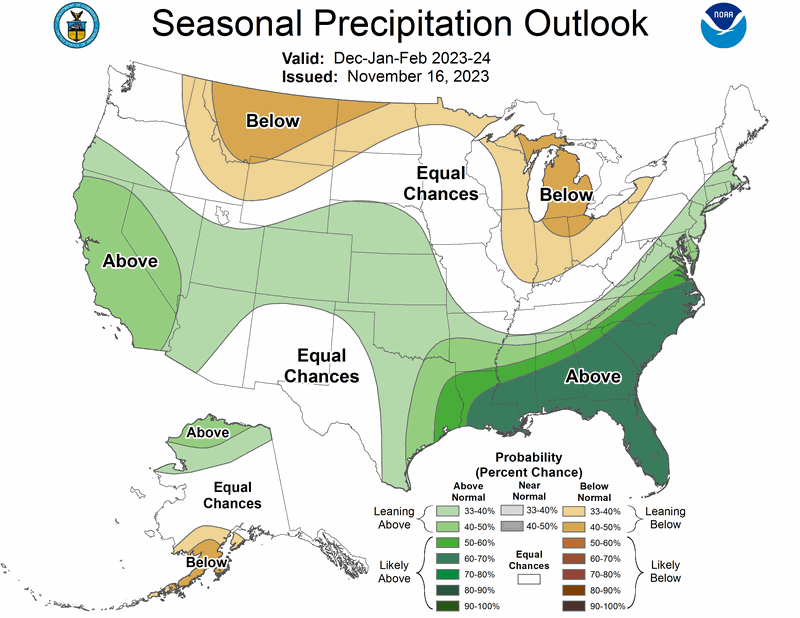 Seasonal Precipitation Outlook
NOAA
Valid: Dec-Jan-Feb 2023-24
Issued: November 16, 2023
Below
Equal
Chances
Below
Above
Equal
Chances
Above
Above
Equal
Chances
Below
Probability
(Percent Chance)
Above
Normal
Near
Normal
Below
Normal
Leaning
Above
33-40%
40-50%
33-40%
40-50%
33-40%
40-50%
Leaning
Below
Likely
Above
50-60%
60-70%
70-80%
80-90%
90-100%
Equal
Chances
50-60%
60-70%
70-80%
80-90%
90-100%
Likely
Below